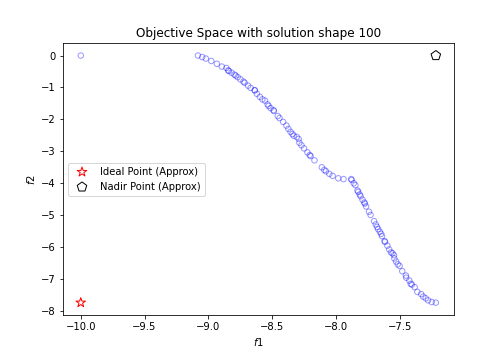 Objective Space with solution shape 100
0
−1
−2
−3
−4
−5
−6
−7
−8
f2
Ideal Point (Approx)
Nadir Point (Approx)
−10.0 −9.5 −9.0 −8.5 −8.0 −7.5
f1